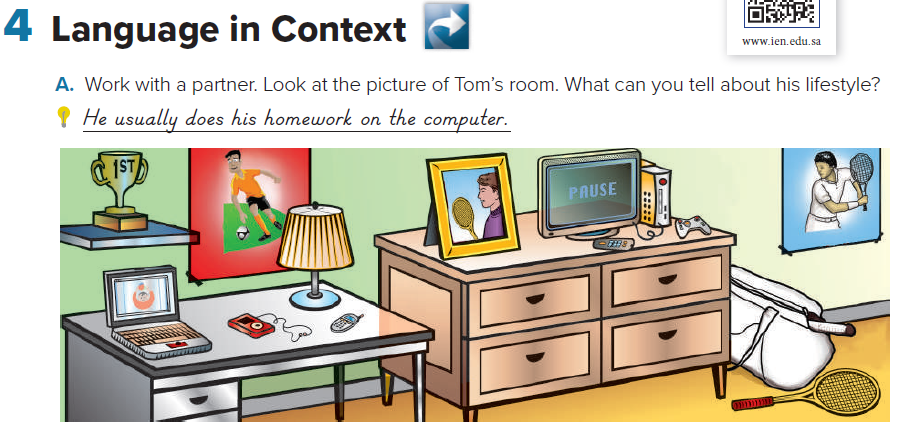 4 Language in Context
www.ien.edu.sa
A. Work with a partner. Look at the picture of Tom's room. What can you tell about his lifestyle?
He usually does his homework on the computer.
1ST
PAUSE